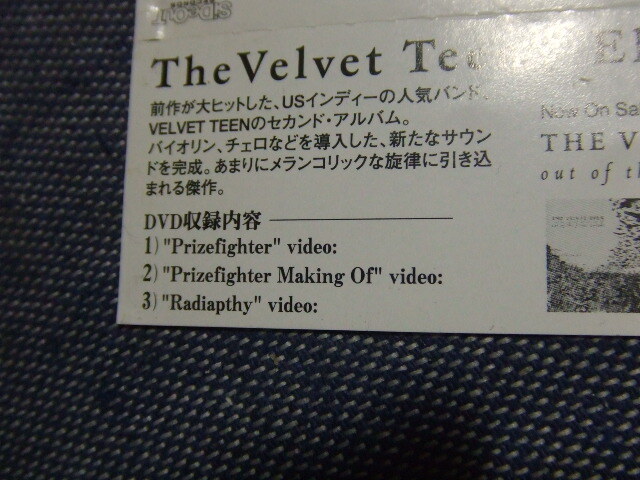 The Velvet Tee
前作が大ヒットした、USインディーの人気バンド、
VELVET TEENのセカンド・アルバム。
バイオリン、チェロなどを導入した、新たなサウン
ドを完成。あまりにメランコリックな旋律に引き込
まれる傑作。
DVD収録内容
1) "Prizefighter" video:
2) "Prizefighter Making Of" video:
3) "Radiapthy" video:
Now On Sa
THE V
out of th